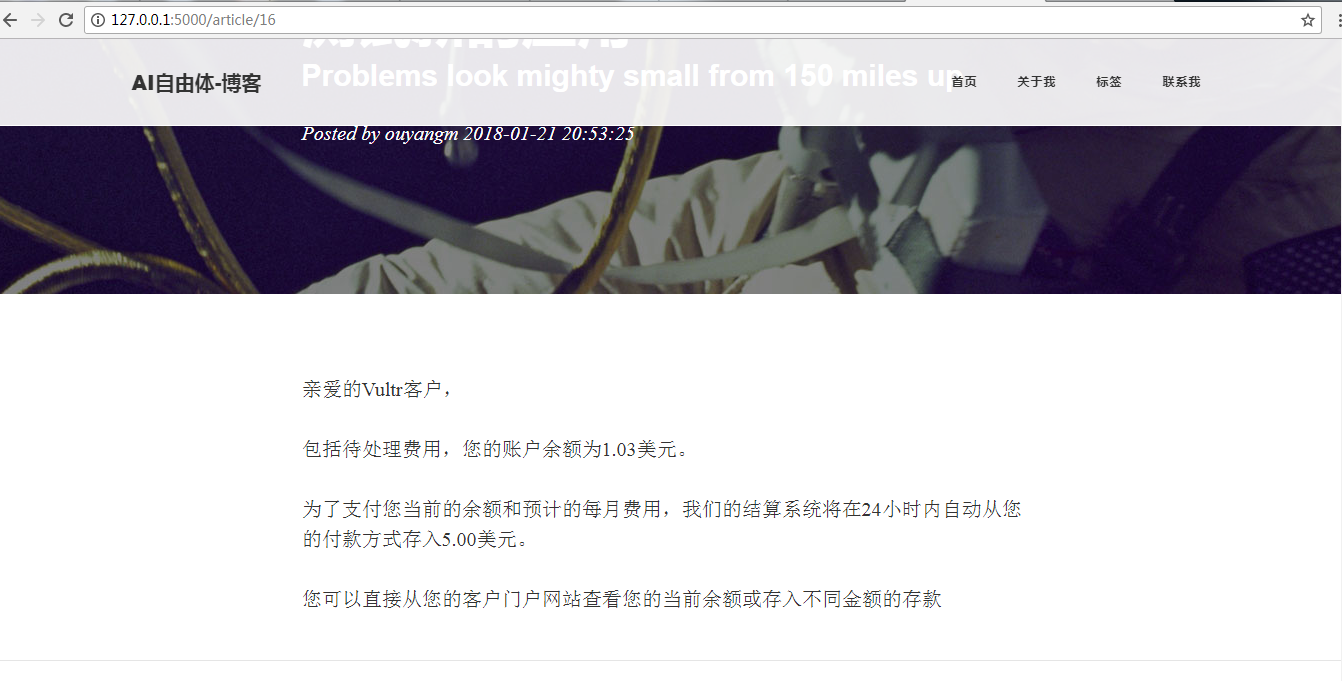 127.0.0.1:5000/article/16
AI自由体-博客
首页
关于我
标签
联系我
Problems look mighty small from 150 miles up
Posted by ouyangm 2018-01-21 20:53:25
亲爱的Vultr客户，
包括待处理费用，您的账户余额为1.03美元。
为了支付您当前的余额和预计的每月费用，我们的结算系统将在24小时内自动从您
的付款方式存入5.00美元。
您可以直接从您的客户门户网站查看您的当前余额或存入不同金额的存款